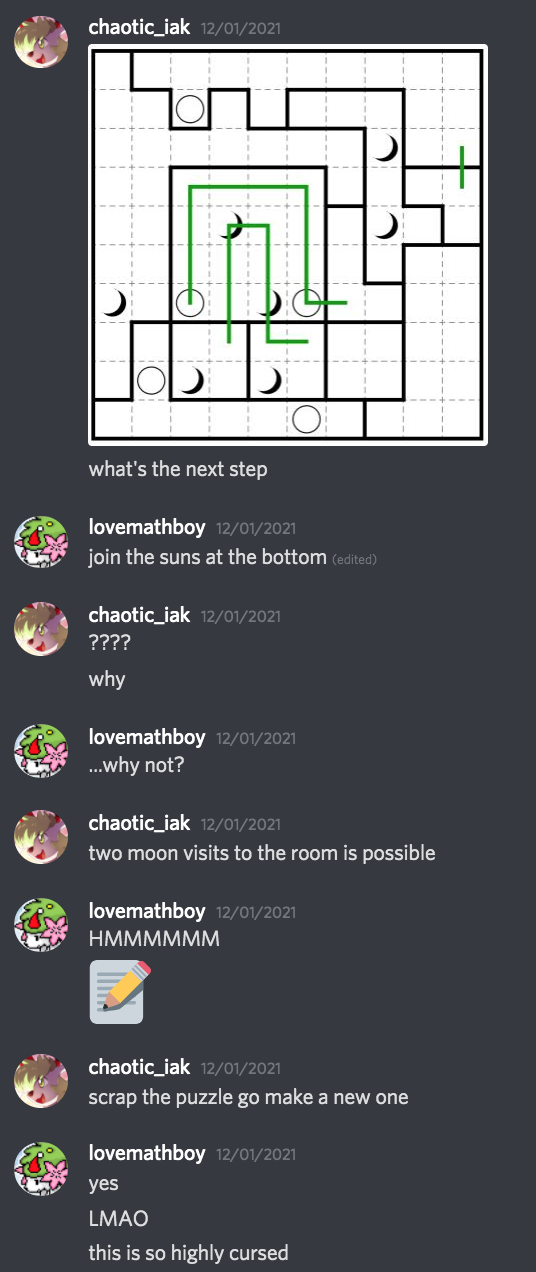 chaotic_iak 12/01/2021
what's the next step
lovemathboy 12/01/2021
join the suns at the bottom (edited)
chaotic_iak 12/01/2021
????
why
lovemathboy 12/01/2021
...why not?
chaotic_iak 12/01/2021
two moon visits to the room is possible
lovemathboy 12/01/2021
HMMMMMM
chaotic_iak 12/01/2021
scrap the puzzle go make a new one
lovemathboy 12/01/2021
yes
LMAO
this is so highly cursed